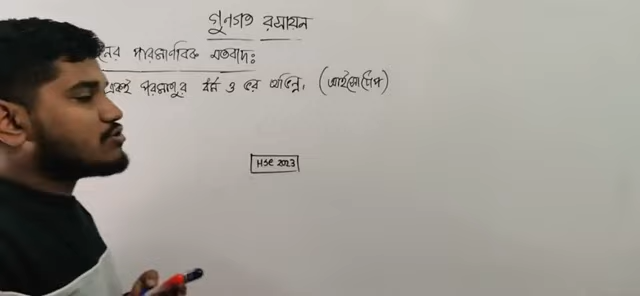 গুনগত রসায়ন
নের পারমাণবিক মতবাদঃ
একই পরমাণুর ধর্ম ও ভর অভিন্ন, (আইসোটোপ)
HSC 2023